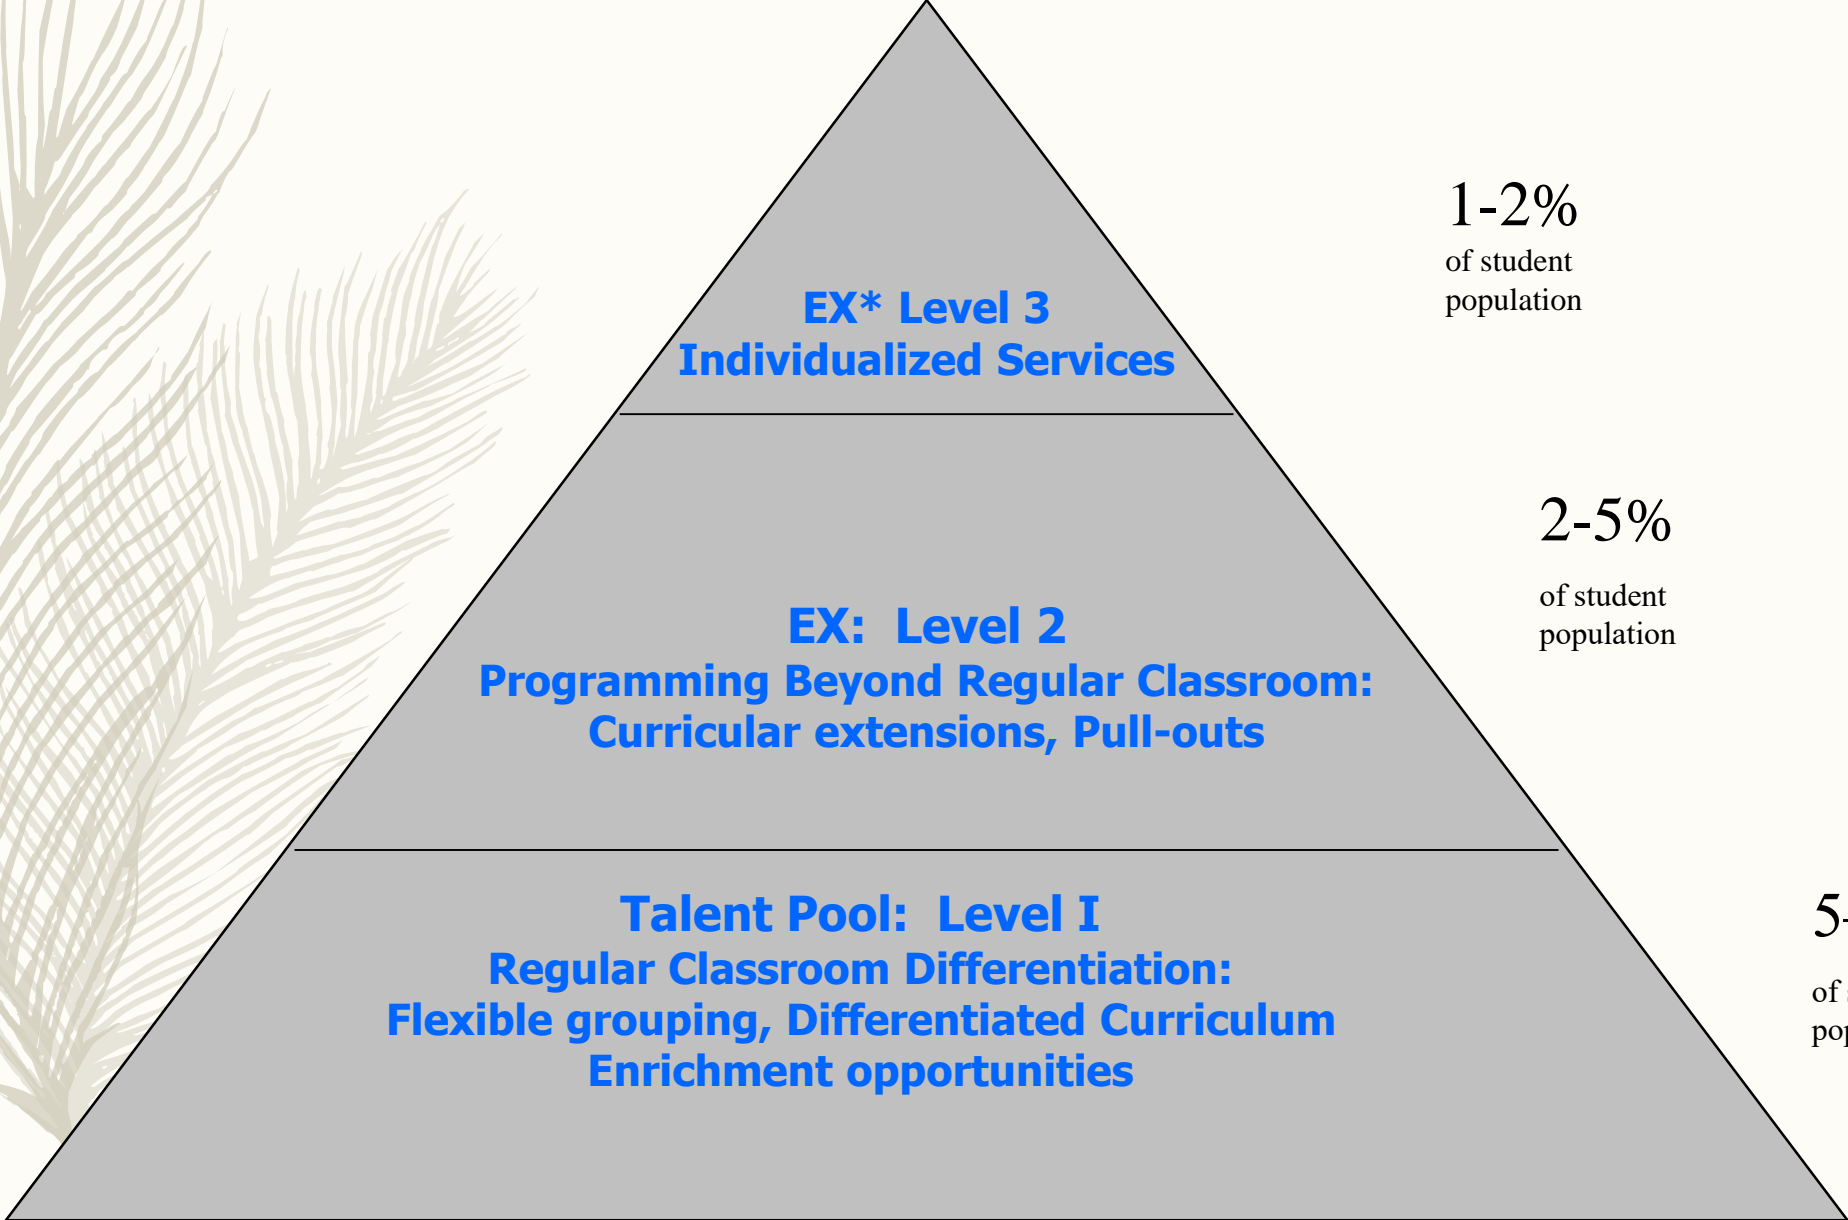 1-2%
of student
population
EX* Level 3
Individualized Services
2-5%
of student
population
EX:  Level 2
Programming Beyond Regular Classroom:
Curricular extensions, Pull-outs
Talent Pool:  Level I
Regular Classroom Differentiation:
Flexible grouping, Differentiated Curriculum
Enrichment opportunities
5-
of